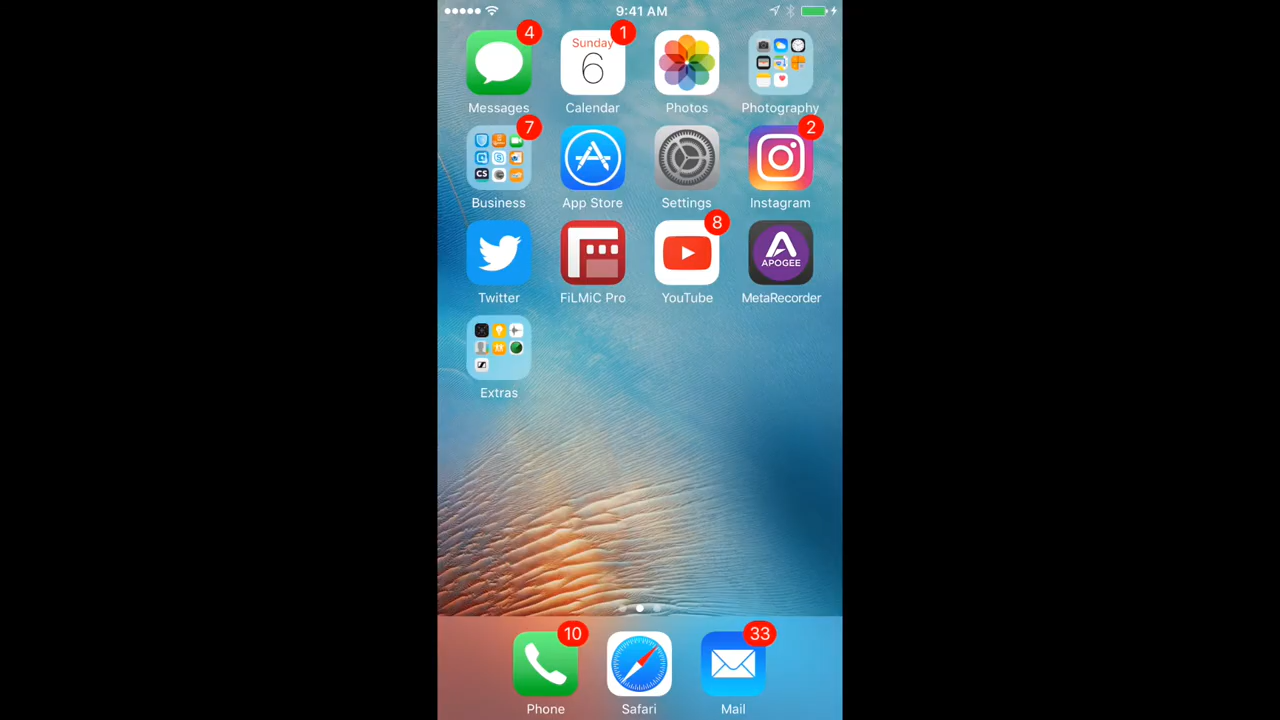 9:41 AM
4
1
Sunday
6
Messages
Calendar
Photos
Photography
7
2
CS
Business
App Store
Settings
Instagram
8
APOGEE
Twitter
FiLMiC Pro
YouTube
MetaRecorder
Extras
10
33
Phone
Safari
Mail